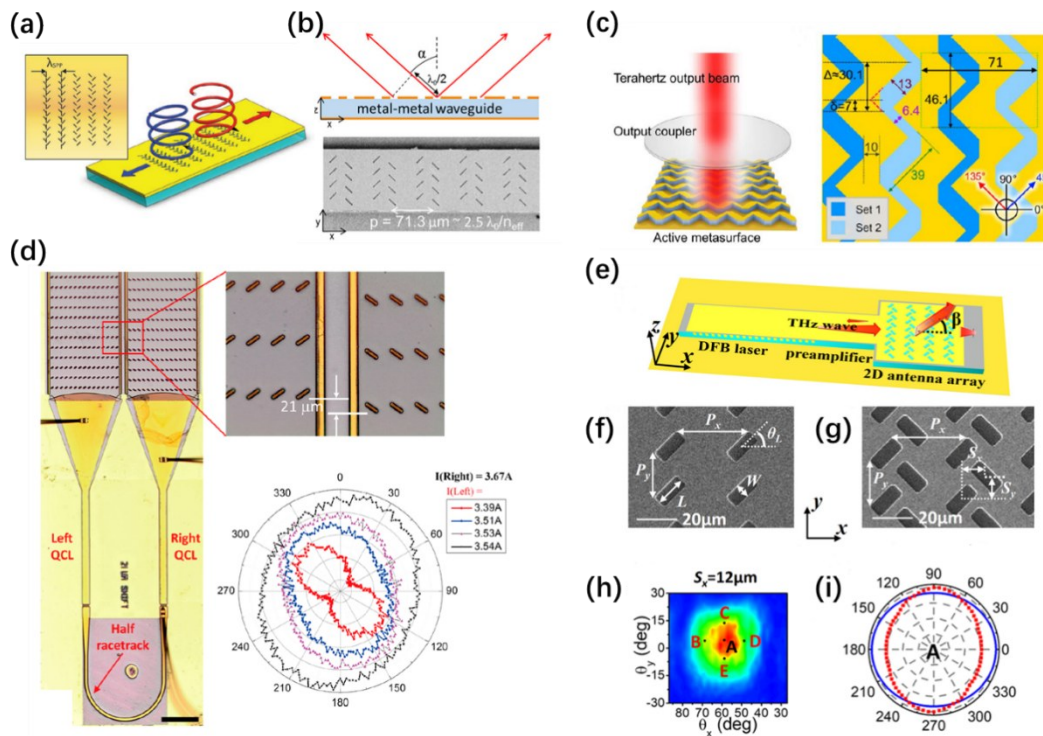 (a)
λSPP
(b)
α
λ0/2
metal-metal waveguide
z
x
p = 71.3 μm ~ 2.5 λ0/neff
y
x
(c)
Terahertz output beam
Output coupler
Active metasurface
71
Δ≈30.1
13
δ=7
6.4
46.1
10
39
Set 1
Set 2
135°
90°
45
0°
(d)
21 μm
Left
QCL
Right
QCL
Half
racetrack
I(Right) = 3.67A
I(Left) =
3.39A
3.51A
3.53A
3.54A
0
30
60
90
120
150
180
210
240
270
300
330
(e)
THz wave
β
DFB laser
preamplifier
2D antenna array
z
y
x
(f)
Px
θL
Py
L
W
20μm
(g)
Px
Sx
Py
Sy
20μm
y
x
(h)
Sx=12μm
30
15
0
-15
-30
θy (deg)
C
B
A
D
E
80 70 60 50 40 30
θx (deg)
(i)
90
120
60
150
30
180
A
0
210
330
240
300
270